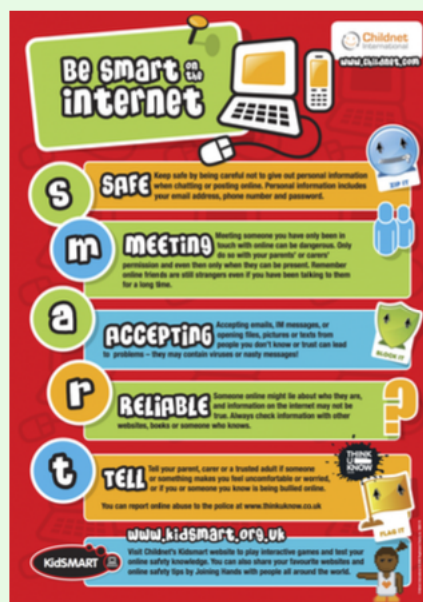 Be smart on the
internet
Childnet
International
www.childnet.com
s
SAFE
Keep safe by being careful not to give out personal information
when chatting or posting online. Personal information includes
your email address, phone number and password.
ZIP IT
m
MEETING
Meeting someone you have only been in
touch with online can be dangerous. Only
do so with your parents' or carers'
permission and even then only when they can be present. Remember
online friends are still strangers even if you have been talking to them
for a long time.
a
ACCEPTING
Accepting emails, IM messages, or
opening files, pictures or texts from
people you don't know or trust can lead
to problems – they may contain viruses or nasty messages!
BLOCK IT
r
RELIABLE
Someone online might lie about who they are,
and information on the internet may not be
true. Always check information with other
websites, books or someone who knows.
?
t
TELL
Tell your parent, carer or a trusted adult if someone
or something makes you feel uncomfortable or worried,
or if you or someone you know is being bullied online.
You can report online abuse to the police at www.thinkuknow.co.uk
THINK
U
KNOW
FLAG IT
www.kidsmart.org.uk
KidSMART
Visit Childnet's Kidsmart website to play interactive games and test your
online safety knowledge. You can also share your favourite websites and
online safety tips by Joining Hands with people all around the world.